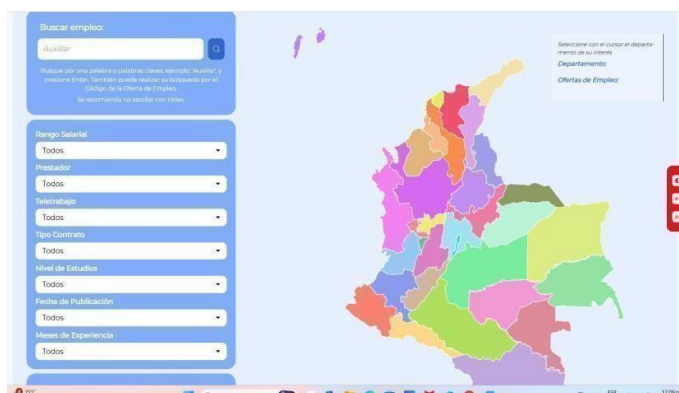 Buscar empleo:
Auxiliar
Busque por una palabra o palabras claves, ejemplo: 'Auxiliar', y
presione Enter. También puede realizar su búsqueda por el
Código de la Oferta de Empleo.
Se recomienda no escribir con tildes.
Rango Salarial
Todos
Prestador
Todos
Teletrabajo
Todos
Tipo Contrato
Todos
Nivel de Estudios
Todos
Fecha de Publicación
Todos
Meses de Experiencia
Todos
Seleccione con el cursor el departa-
mento de su interés
Departamento:
Ofertas de Empleo:
15°C
ESP